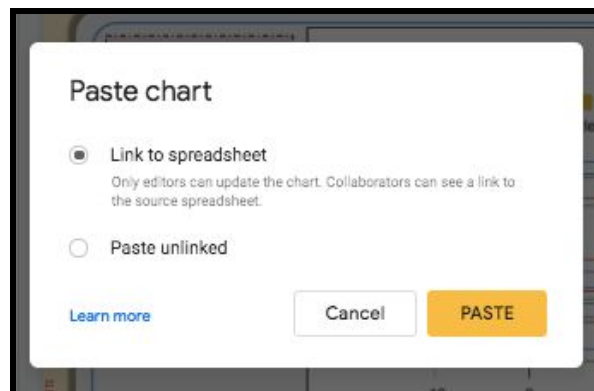 Paste chart
Link to spreadsheet
Only editors can update the chart. Collaborators can see a link to
the source spreadsheet.
Paste unlinked
Learn more
Cancel
PASTE